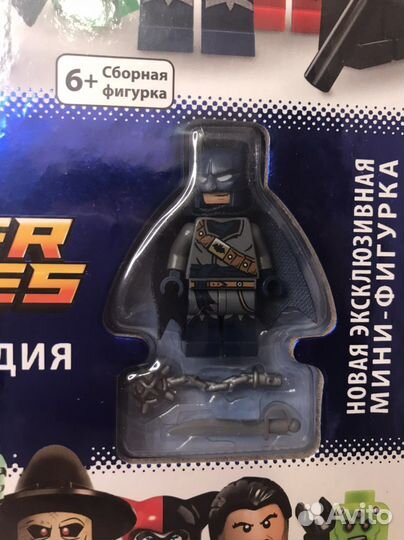 6+ Сборная
фигурка
ER
ES
ДИЯ
НОВАЯ ЭКСКЛЮЗИВНАЯ
МИНИ-ФИГУРКА
Avito